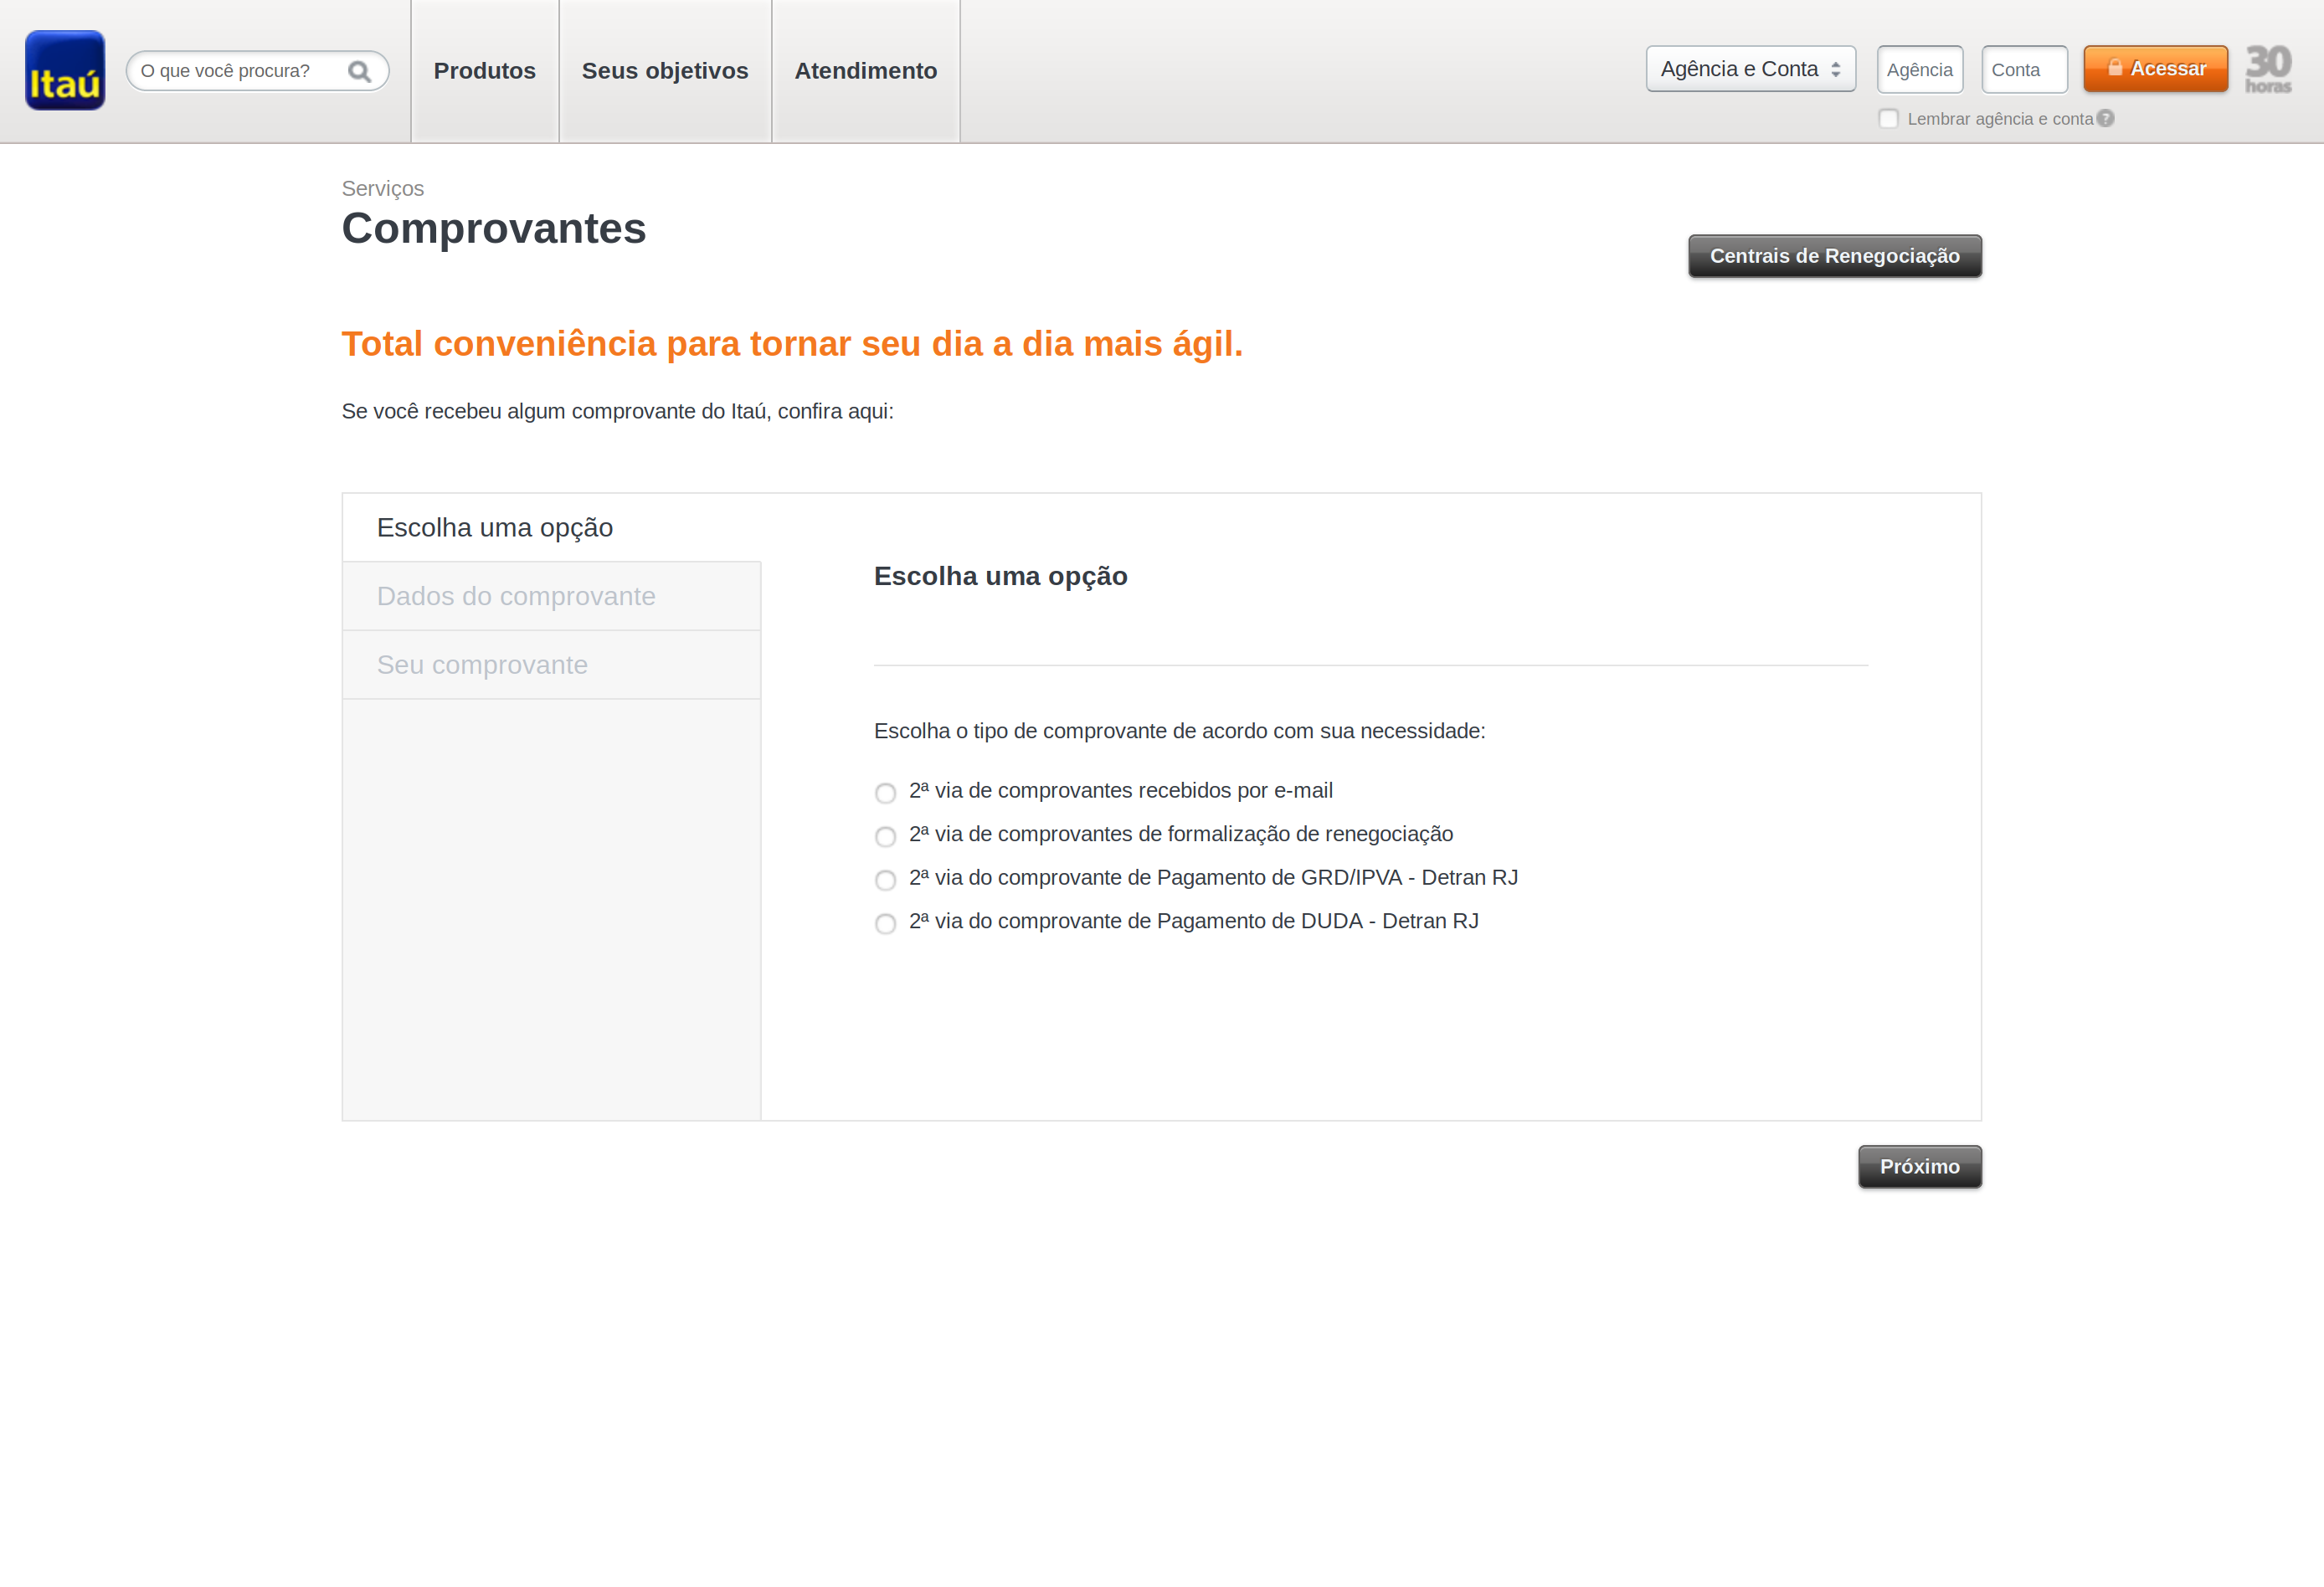 Itaú
O que você procura?
Produtos
Seus objetivos
Atendimento
Agência e Conta
Agência
Conta
Acessar
30
horas
Lembrar agência e conta
?
Serviços
Comprovantes
Centrais de Renegociação
Total conveniência para tornar seu dia a dia mais ágil.
Se você recebeu algum comprovante do Itaú, confira aqui:
Escolha uma opção
Dados do comprovante
Seu comprovante
Escolha uma opção
Escolha o tipo de comprovante de acordo com sua necessidade:
2ª via de comprovantes recebidos por e-mail
2ª via de comprovantes de formalização de renegociação
2ª via do comprovante de Pagamento de GRD/IPVA - Detran RJ
2ª via do comprovante de Pagamento de DUDA - Detran RJ
Próximo